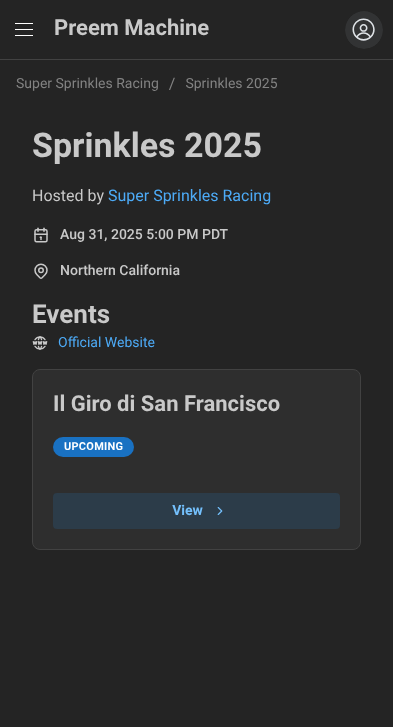 Preem Machine
Super Sprinkles Racing / Sprinkles 2025
Sprinkles 2025
Hosted by Super Sprinkles Racing
Aug 31, 2025 5:00 PM PDT
Northern California
Events
Official Website
Il Giro di San Francisco
UPCOMING
View